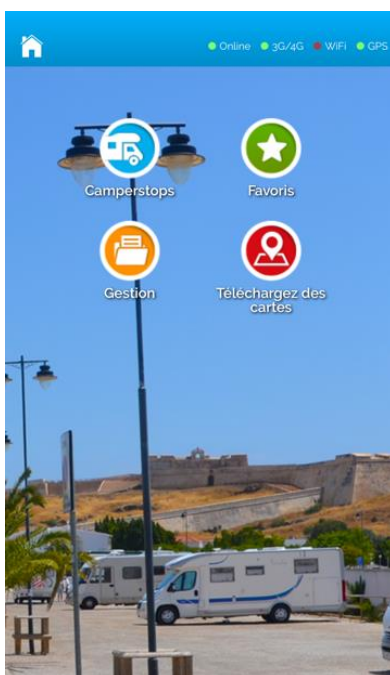 Online 3G/4G WiFi GPS
Camperstops Favoris
Gestion Téléchargez des
cartes